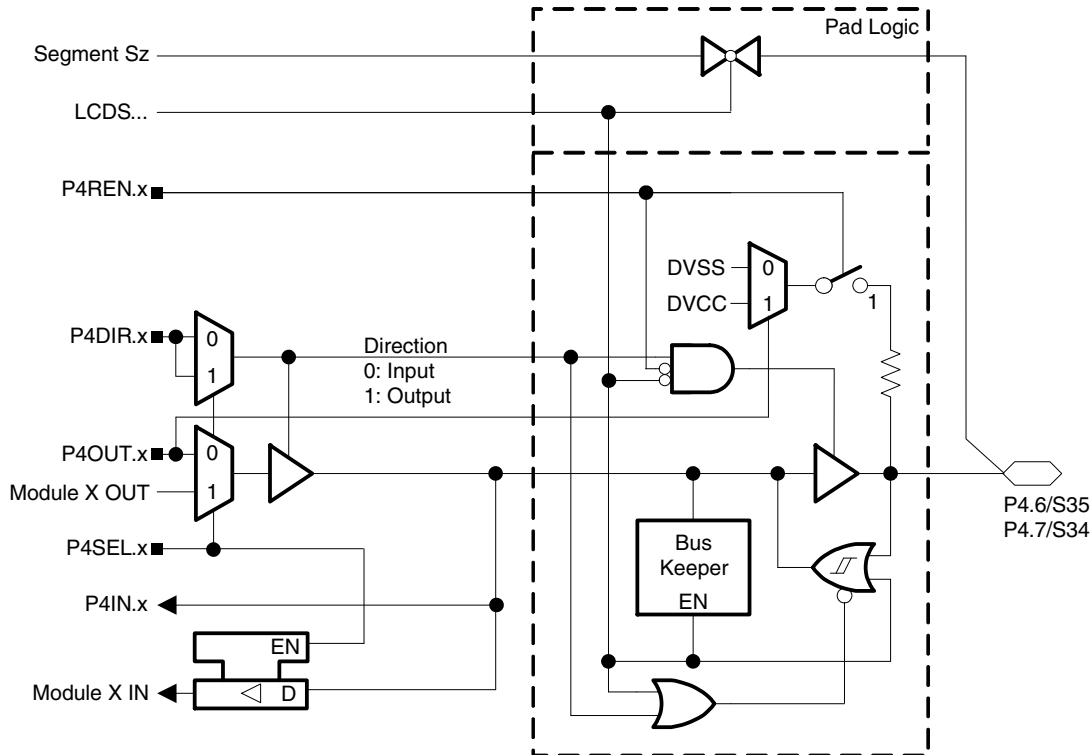 Pad Logic
Segment Sz
LCDS...
P4REN.x
DVSS
0
DVCC
1
1
P4DIR.x
0
1
Direction
0: Input
1: Output
P4OUT.x
0
Module X OUT
1
P4SEL.x
P4.6/S35
P4.7/S34
Bus
Keeper
EN
P4IN.x
EN
Module X IN
D